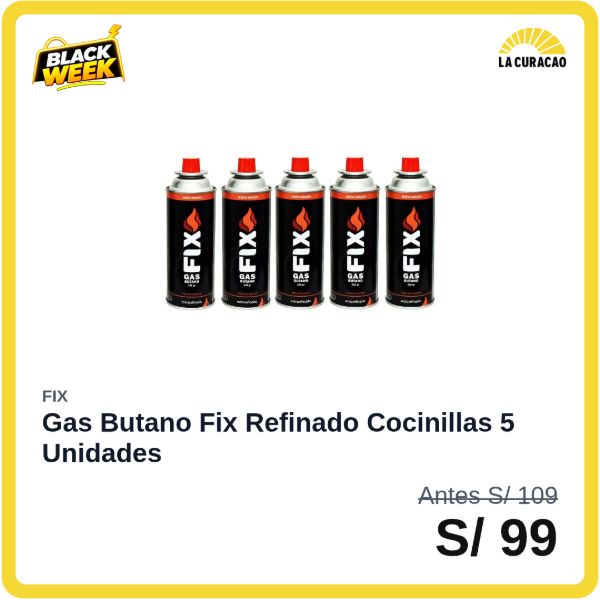 BLACK
WEEK
LA CURACAO
FIX
GAS
BUTANO
FIX
GAS
BUTANO
FIX
GAS
BUTANO
FIX
GAS
BUTANO
FIX
GAS
BUTANO
FIX
Gas Butano Fix Refinado Cocinillas 5
Unidades
Antes S/ 109
S/ 99